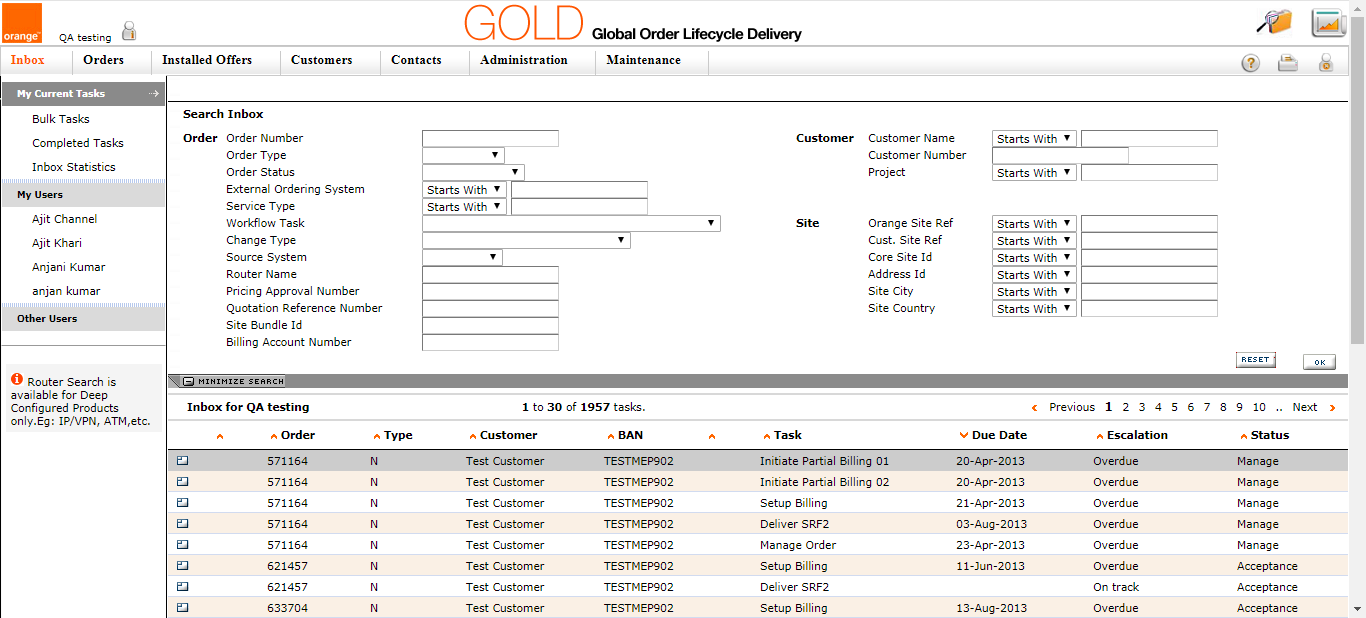 orange™
QA testing
GOLD Global Order Lifecycle Delivery
Inbox Orders Installed Offers Customers Contacts Administration Maintenance
?
My Current Tasks
Bulk Tasks
Completed Tasks
Inbox Statistics
My Users
Ajit Channel
Ajit Khari
Anjani Kumar
anjan kumar
Other Users
i Router Search is
available for Deep
Configured Products
only.Eg: IP/VPN, ATM,etc.
Search Inbox
Order Order Number
Order Type
Order Status
External Ordering System Starts With
Service Type Starts With
Workflow Task
Change Type
Source System
Router Name
Pricing Approval Number
Quotation Reference Number
Site Bundle Id
Billing Account Number
Customer Customer Name Starts With
Customer Number
Project Starts With
Site Orange Site Ref Starts With
Cust. Site Ref Starts With
Core Site Id Starts With
Address Id Starts With
Site City Starts With
Site Country Starts With
RESET OK
MINIMIZE SEARCH
Inbox for QA testing 1 to 30 of 1957 tasks. Previous 1 2 3 4 5 6 7 8 9 10 .. Next
Order Type Customer BAN Task Due Date Escalation Status
571164 N Test Customer TESTMEP902 Initiate Partial Billing 01 20-Apr-2013 Overdue Manage
571164 N Test Customer TESTMEP902 Initiate Partial Billing 02 20-Apr-2013 Overdue Manage
571164 N Test Customer TESTMEP902 Setup Billing 21-Apr-2013 Overdue Manage
571164 N Test Customer TESTMEP902 Deliver SRF2 03-Aug-2013 Overdue Manage
571164 N Test Customer TESTMEP902 Manage Order 23-Apr-2013 Overdue Manage
621457 N Test Customer TESTMEP902 Setup Billing 11-Jun-2013 Overdue Acceptance
621457 N Test Customer TESTMEP902 Deliver SRF2 On track Acceptance
633704 N Test Customer TESTMEP902 Setup Billing 13-Aug-2013 Overdue Acceptance